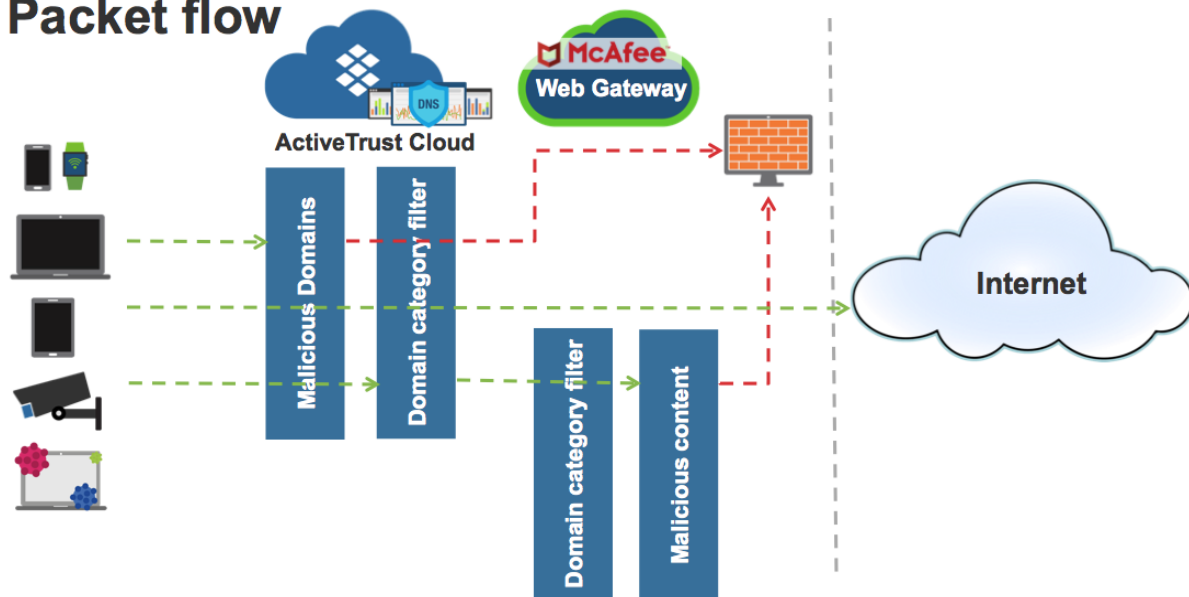 Packet flow
McAfee
Web Gateway
DNS
ActiveTrust Cloud
Malicious Domains
Domain category filter
Internet
Domain category filter
Malicious content